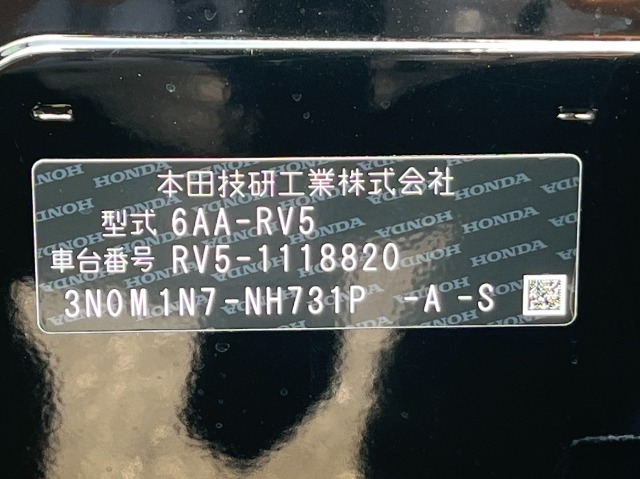 本田技研工業株式会社
型式 6AA-RV5
車台番号 RV5-1118820
3N0M1N7-NH731P -A -S